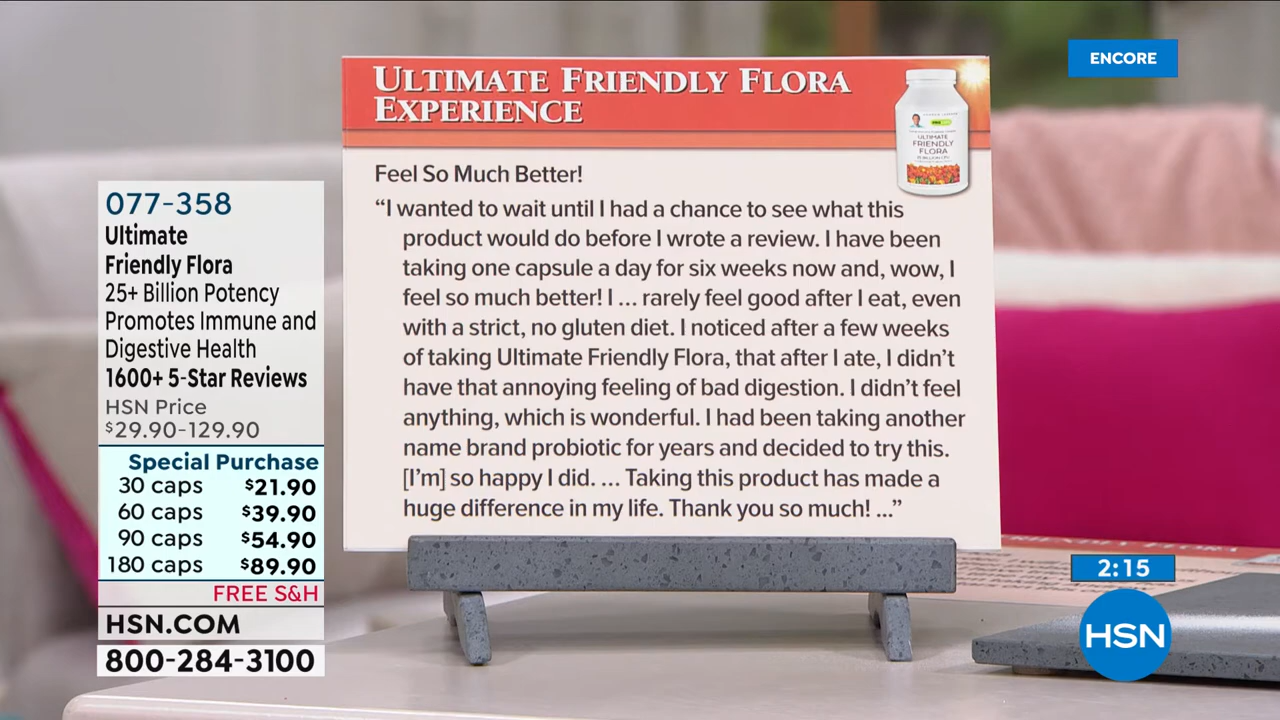 ENCORE
ULTIMATE FRIENDLY FLORA
EXPERIENCE
ULTIMATE
FRIENDLY
FLORA
Feel So Much Better!
“I wanted to wait until I had a chance to see what this
product would do before I wrote a review. I have been
taking one capsule a day for six weeks now and, wow, I
feel so much better! I ... rarely feel good after I eat, even
with a strict, no gluten diet. I noticed after a few weeks
of taking Ultimate Friendly Flora, that after I ate, I didn’t
have that annoying feeling of bad digestion. I didn’t feel
anything, which is wonderful. I had been taking another
name brand probiotic for years and decided to try this.
[I’m] so happy I did. ... Taking this product has made a
huge difference in my life. Thank you so much! ...”
077-358
Ultimate
Friendly Flora
25+ Billion Potency
Promotes Immune and
Digestive Health
1600+ 5-Star Reviews
HSN Price
$29.90-129.90
Special Purchase
30 caps $21.90
60 caps $39.90
90 caps $54.90
180 caps $89.90
FREE S&H
HSN.COM
800-284-3100
2:15
HSN